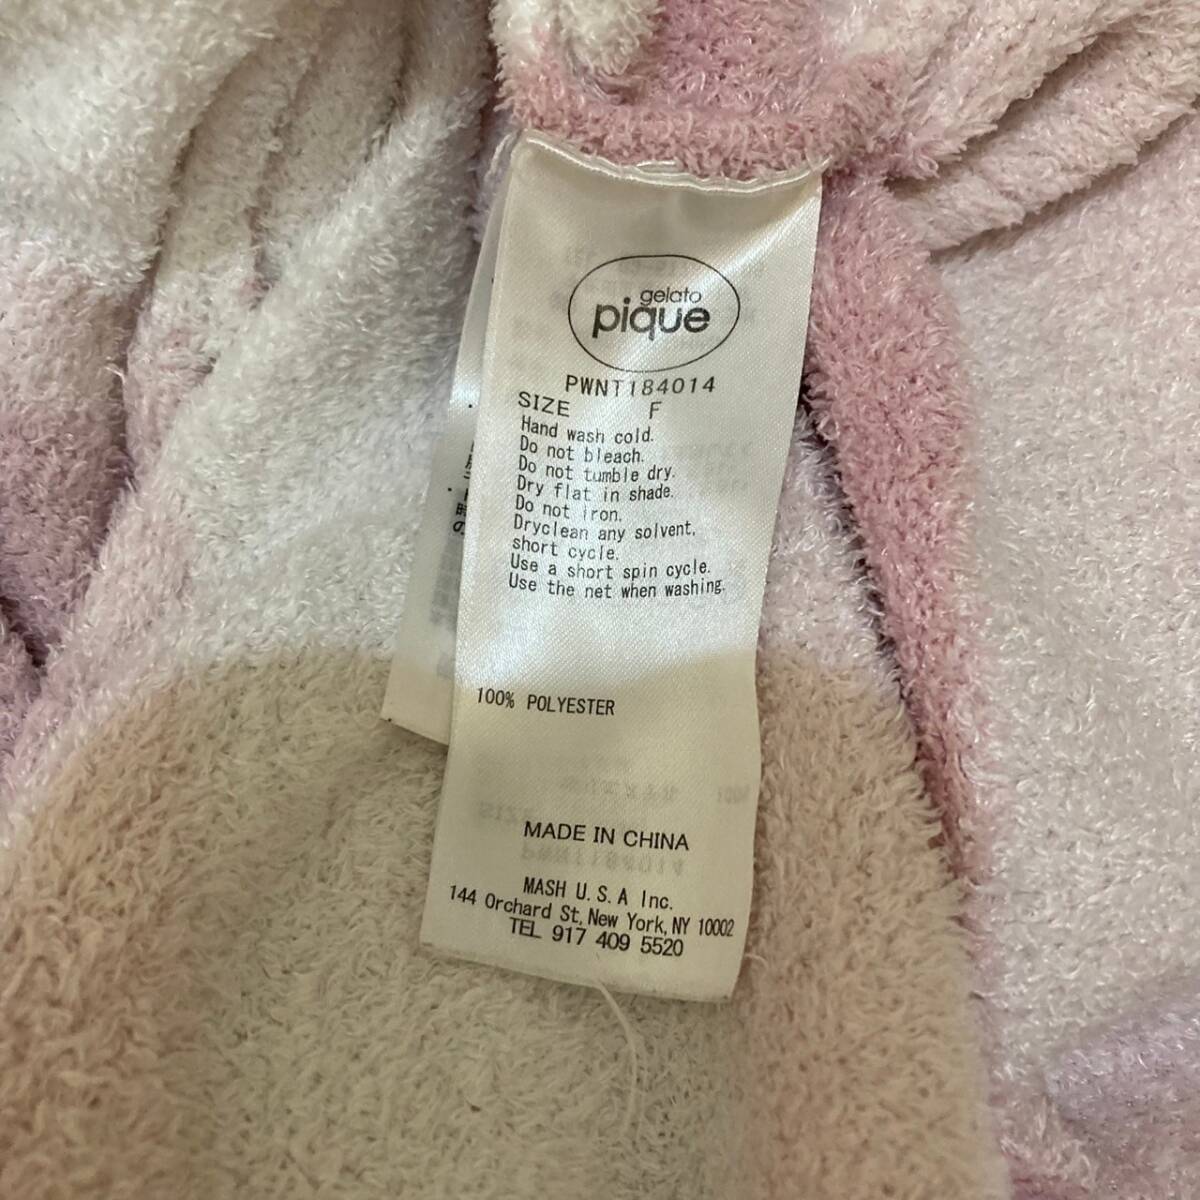 gelato
pique
PWNT184014
SIZE F
Hand wash cold.
Do not bleach.
Do not tumble dry.
Dry flat in shade.
Do not iron.
Dryclean any solvent,
short cycle.
Use a short spin cycle.
Use the net when washing.
100% POLYESTER
MADE IN CHINA
MASH U.S.A Inc.
144 Orchard St, New York, NY 10002
TEL 917 409 5520